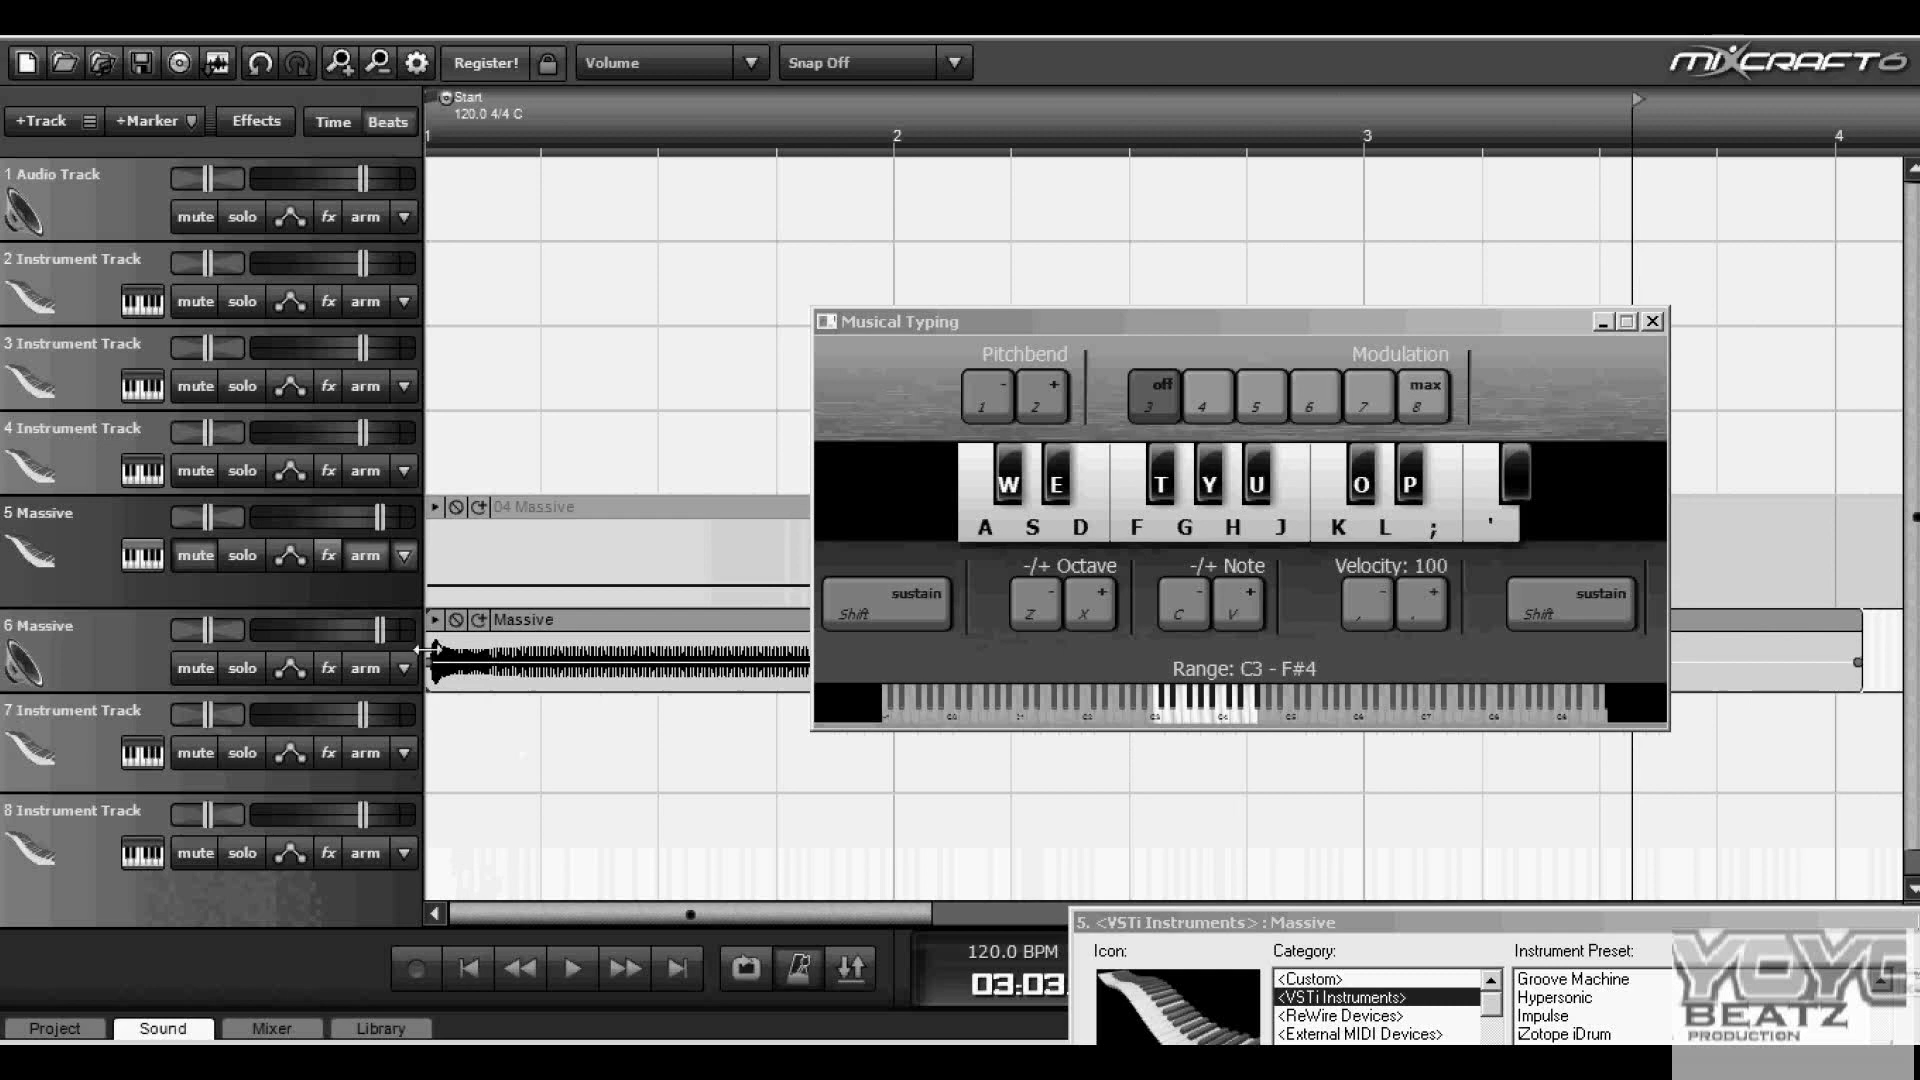 Register!
Volume
Snap Off
MIXCRAFT6
+Track
+Marker
Effects
Time
Beats
Start
120.0 4/4 C
1
2
3
4
1 Audio Track
mute solo fx arm
2 Instrument Track
mute solo fx arm
3 Instrument Track
mute solo fx arm
4 Instrument Track
mute solo fx arm
5 Massive
mute solo fx arm
04 Massive
6 Massive
mute solo fx arm
Massive
7 Instrument Track
mute solo fx arm
8 Instrument Track
mute solo fx arm
Musical Typing
Pitchbend
Modulation
- +
off max
1 2 3 4 5 6 7 8
W E T Y U O P
A S D F G H J K L ; '
-/+ Octave
-/+ Note
Velocity: 100
sustain
Shift
- +
Z X
- +
C V
- +
, .
sustain
Shift
Range: C3 - F#4
120.0 BPM
03:03.
5. <VSTi Instruments> : Massive
Icon:
Category:
Instrument Preset:
<Custom>
<VSTi Instruments>
<ReWire Devices>
<External MIDI Devices>
Groove Machine
Hypersonic
Impulse
iZotope iDrum
BEATZ
PRODUCTION
Project
Sound
Mixer
Library